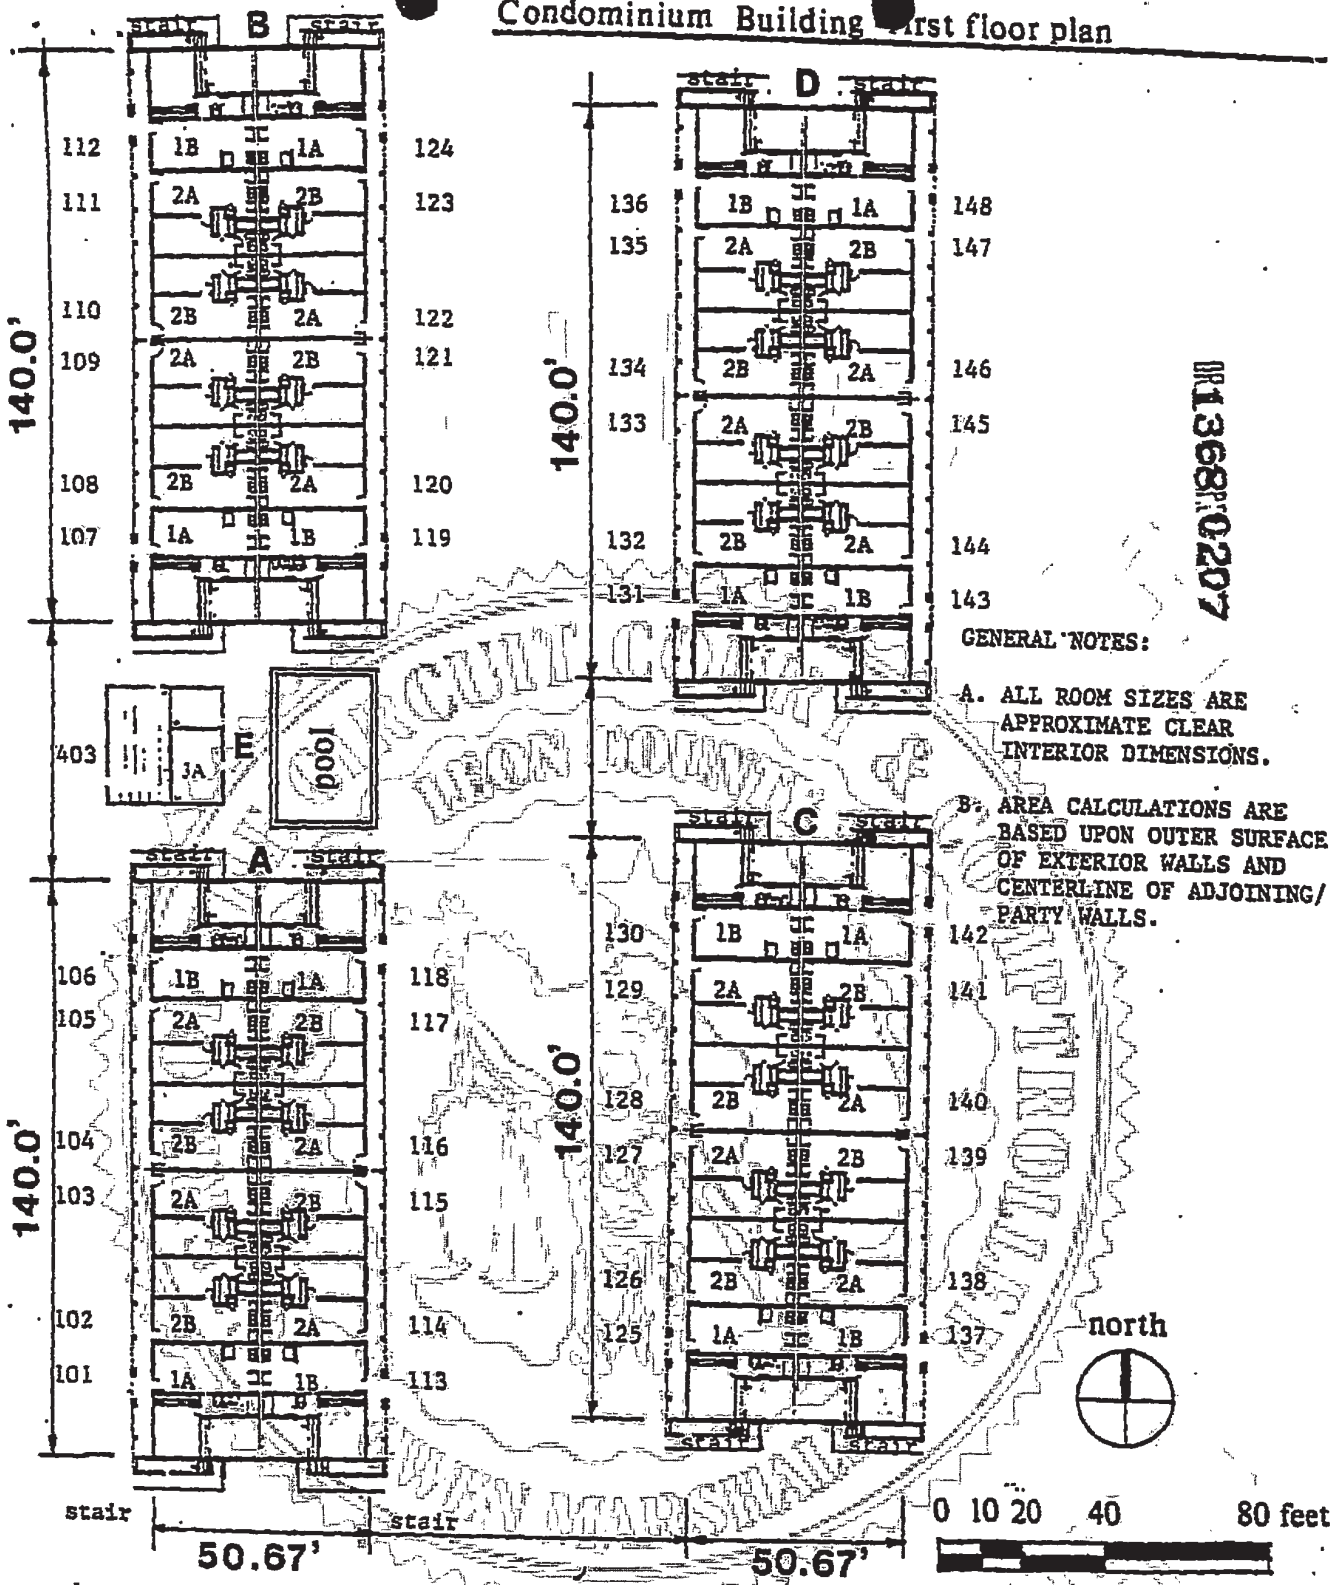 Condominium Building first floor plan
stair B stair
112 1B 1A 124
111 2A 2B 123
110 2B 2A 122
109 2A 2B 121
108 2B 2A 120
107 1A 1B 119
140.0'
stair D stair
136 1B 1A 148
135 2A 2B 147
134 2B 2A 146
133 2A 2B 145
132 2B 2A 144
131 1A 1B 143
140.0'
1368 0207
403 3A E pool
GENERAL NOTES:
A. ALL ROOM SIZES ARE
APPROXIMATE CLEAR
INTERIOR DIMENSIONS.
B. AREA CALCULATIONS ARE
BASED UPON OUTER SURFACE
OF EXTERIOR WALLS AND
CENTERLINE OF ADJOINING/
PARTY WALLS.
stair A stair
106 1B 1A 118
105 2A 2B 117
104 2B 2A 116
103 2A 2B 115
102 2B 2A 114
101 1A 1B 113
140.0'
stair stair
50.67'
stair C stair
130 1B 1A 142
129 2A 2B 141
128 2B 2A 140
127 2A 2B 139
126 2B 2A 138
125 1A 1B 137
140.0'
stair stair
50.67'
north
0 10 20 40 80 feet